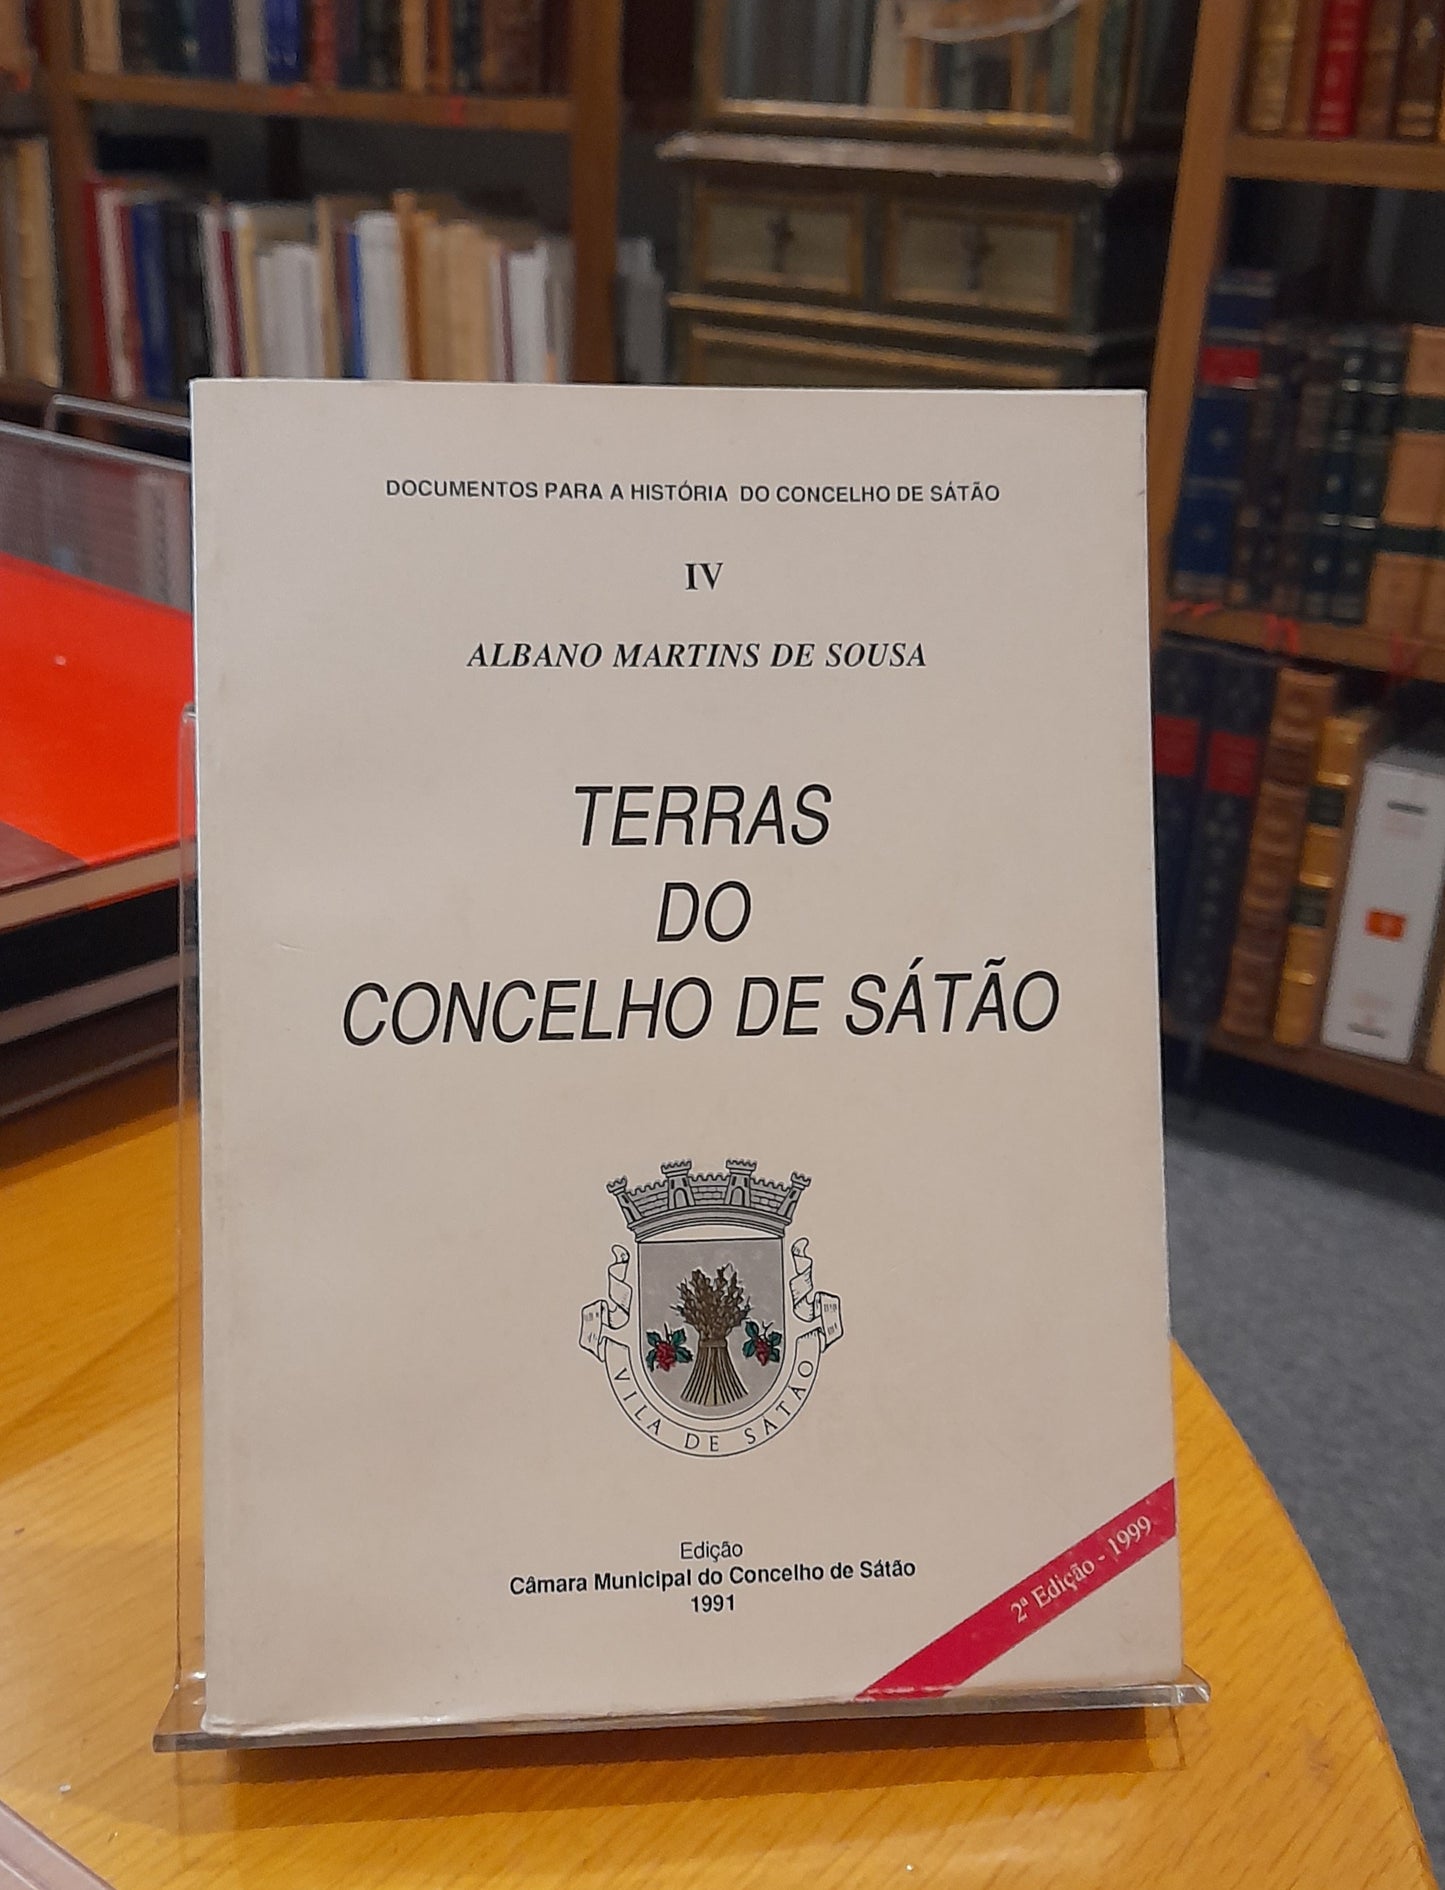 DOCUMENTOS PARA A HISTÓRIA DO CONCELHO DE SÁTÃO
IV
ALBANO MARTINS DE SOUSA
TERRAS
DO
CONCELHO DE SÁTÃO
VILA DE SÁTÃO
Edição
Câmara Municipal do Concelho de Sátão
1991
2ª Edição - 1999